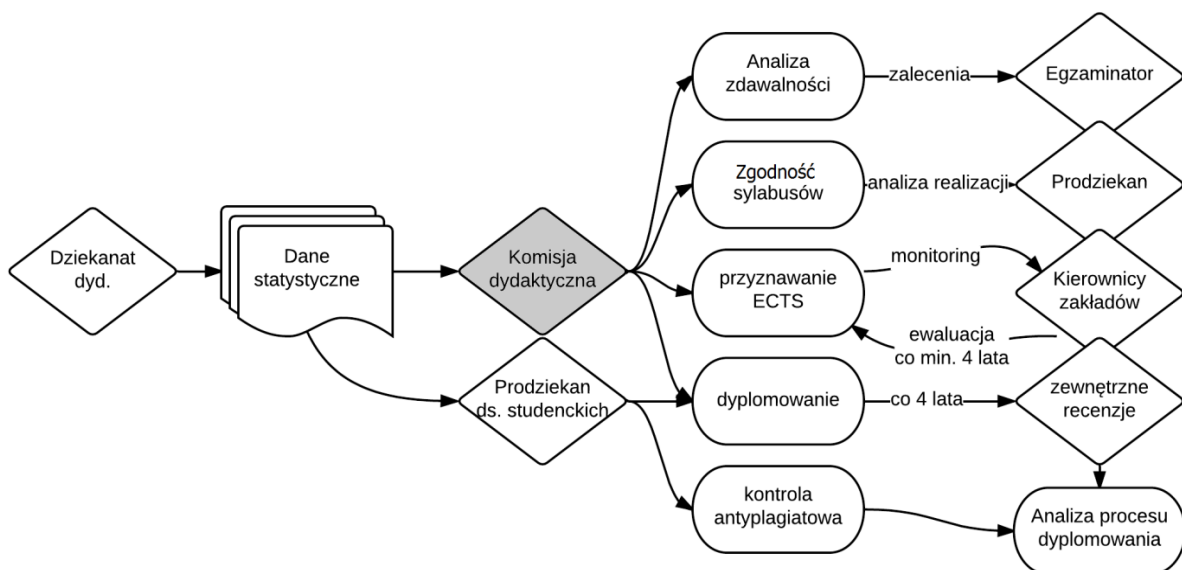 Dziekanat
dyd.
Dane
statystyczne
Komisja
dydaktyczna
Prodziekan
ds. studenckich
Analiza
zdawalności
zalecenia
Egzaminator
Zgodność
sylabusów
analiza realizacji
Prodziekan
przyznawanie
ECTS
monitoring
Kierownicy
zakładów
ewaluacja
co min. 4 lata
dyplomowanie
co 4 lata
zewnętrzne
recenzje
kontrola
antyplagiatowa
Analiza procesu
dyplomowania